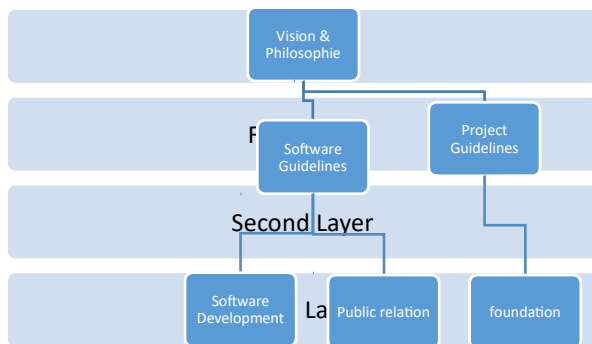 Vision &
Philosophie
Software
Guidelines
Project
Guidelines
Second Layer
Software
Development
Public relation
foundation